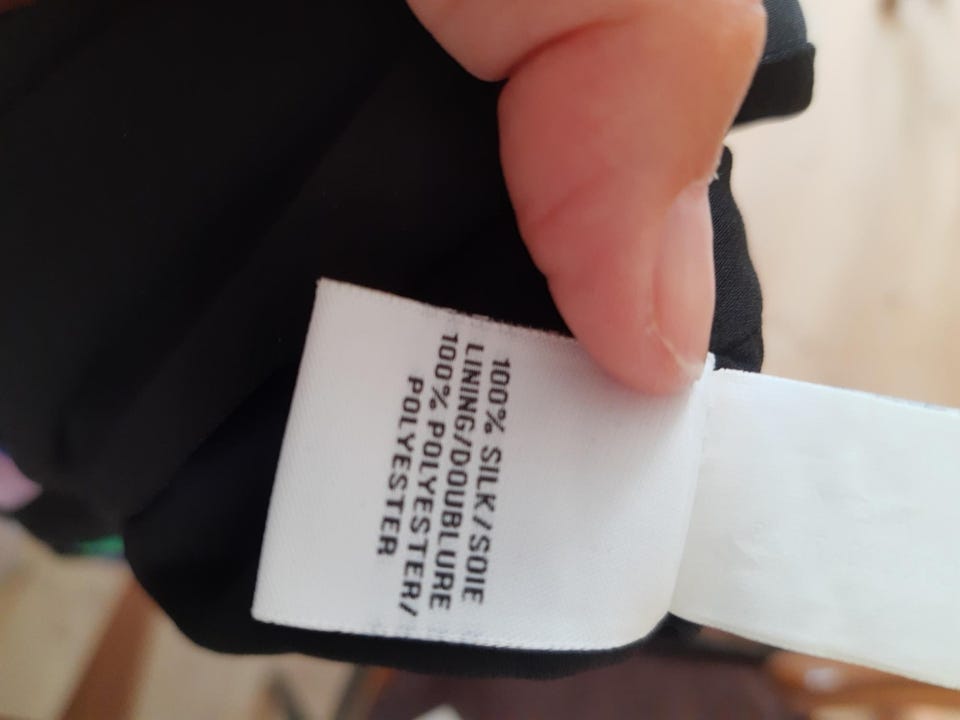 100% SILK/SOIE
LINING/DOUBLURE
100% POLYESTER/
POLYESTER